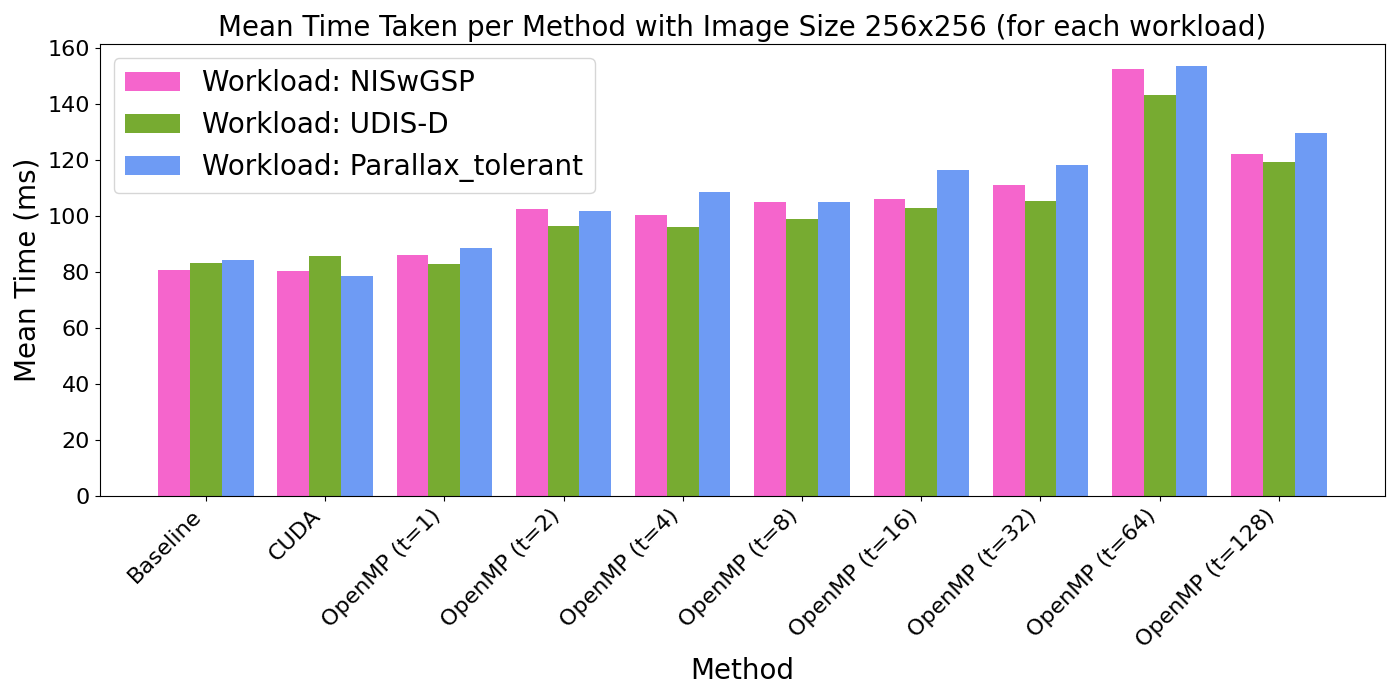 Mean Time Taken per Method with Image Size 256x256 (for each workload)
160
140
120
100
80
60
40
20
0
Mean Time (ms)
Workload: NISwGSP
Workload: UDIS-D
Workload: Parallax_tolerant
Baseline
CUDA
OpenMP (t=1)
OpenMP (t=2)
OpenMP (t=4)
OpenMP (t=8)
OpenMP (t=16)
OpenMP (t=32)
OpenMP (t=64)
OpenMP (t=128)
Method